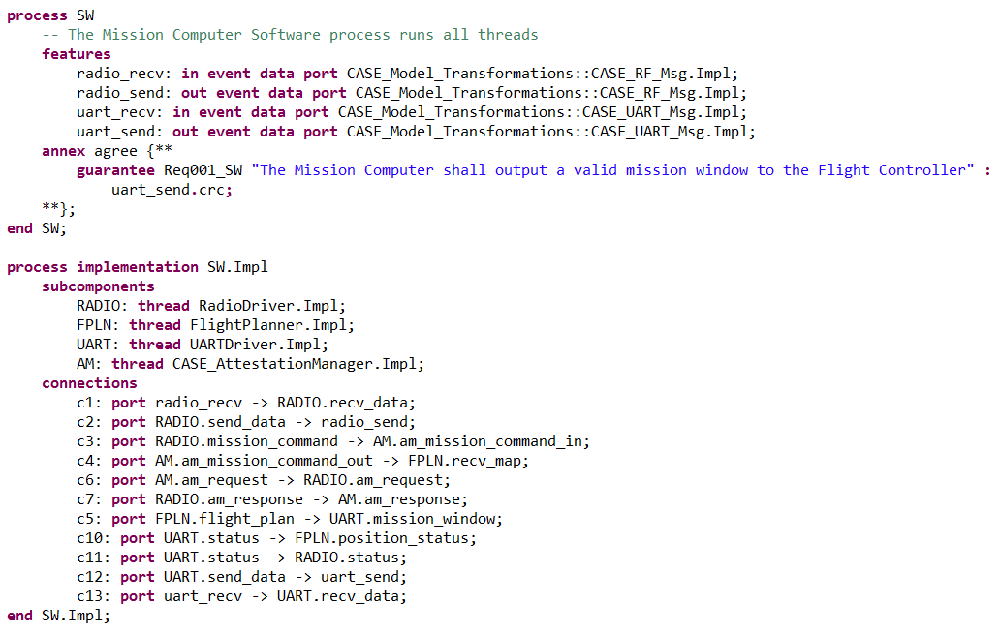 process SW
    -- The Mission Computer Software process runs all threads
    features
        radio_recv: in event data port CASE_Model_Transformations::CASE_RF_Msg.Impl;
        radio_send: out event data port CASE_Model_Transformations::CASE_RF_Msg.Impl;
        uart_recv: in event data port CASE_Model_Transformations::CASE_UART_Msg.Impl;
        uart_send: out event data port CASE_Model_Transformations::CASE_UART_Msg.Impl;
    annex agree {**
        guarantee Req001_SW "The Mission Computer shall output a valid mission window to the Flight Controller" :
            uart_send.crc;
    **};
end SW;

process implementation SW.Impl
    subcomponents
        RADIO: thread RadioDriver.Impl;
        FPLN: thread FlightPlanner.Impl;
        UART: thread UARTDriver.Impl;
        AM: thread CASE_AttestationManager.Impl;
    connections
        c1: port radio_recv -> RADIO.recv_data;
        c2: port RADIO.send_data -> radio_send;
        c3: port RADIO.mission_command -> AM.am_mission_command_in;
        c4: port AM.am_mission_command_out -> FPLN.recv_map;
        c6: port AM.am_request -> RADIO.am_request;
        c7: port RADIO.am_response -> AM.am_response;
        c5: port FPLN.flight_plan -> UART.mission_window;
        c10: port UART.status -> FPLN.position_status;
        c11: port UART.status -> RADIO.status;
        c12: port UART.send_data -> uart_send;
        c13: port uart_recv -> UART.recv_data;
end SW.Impl;